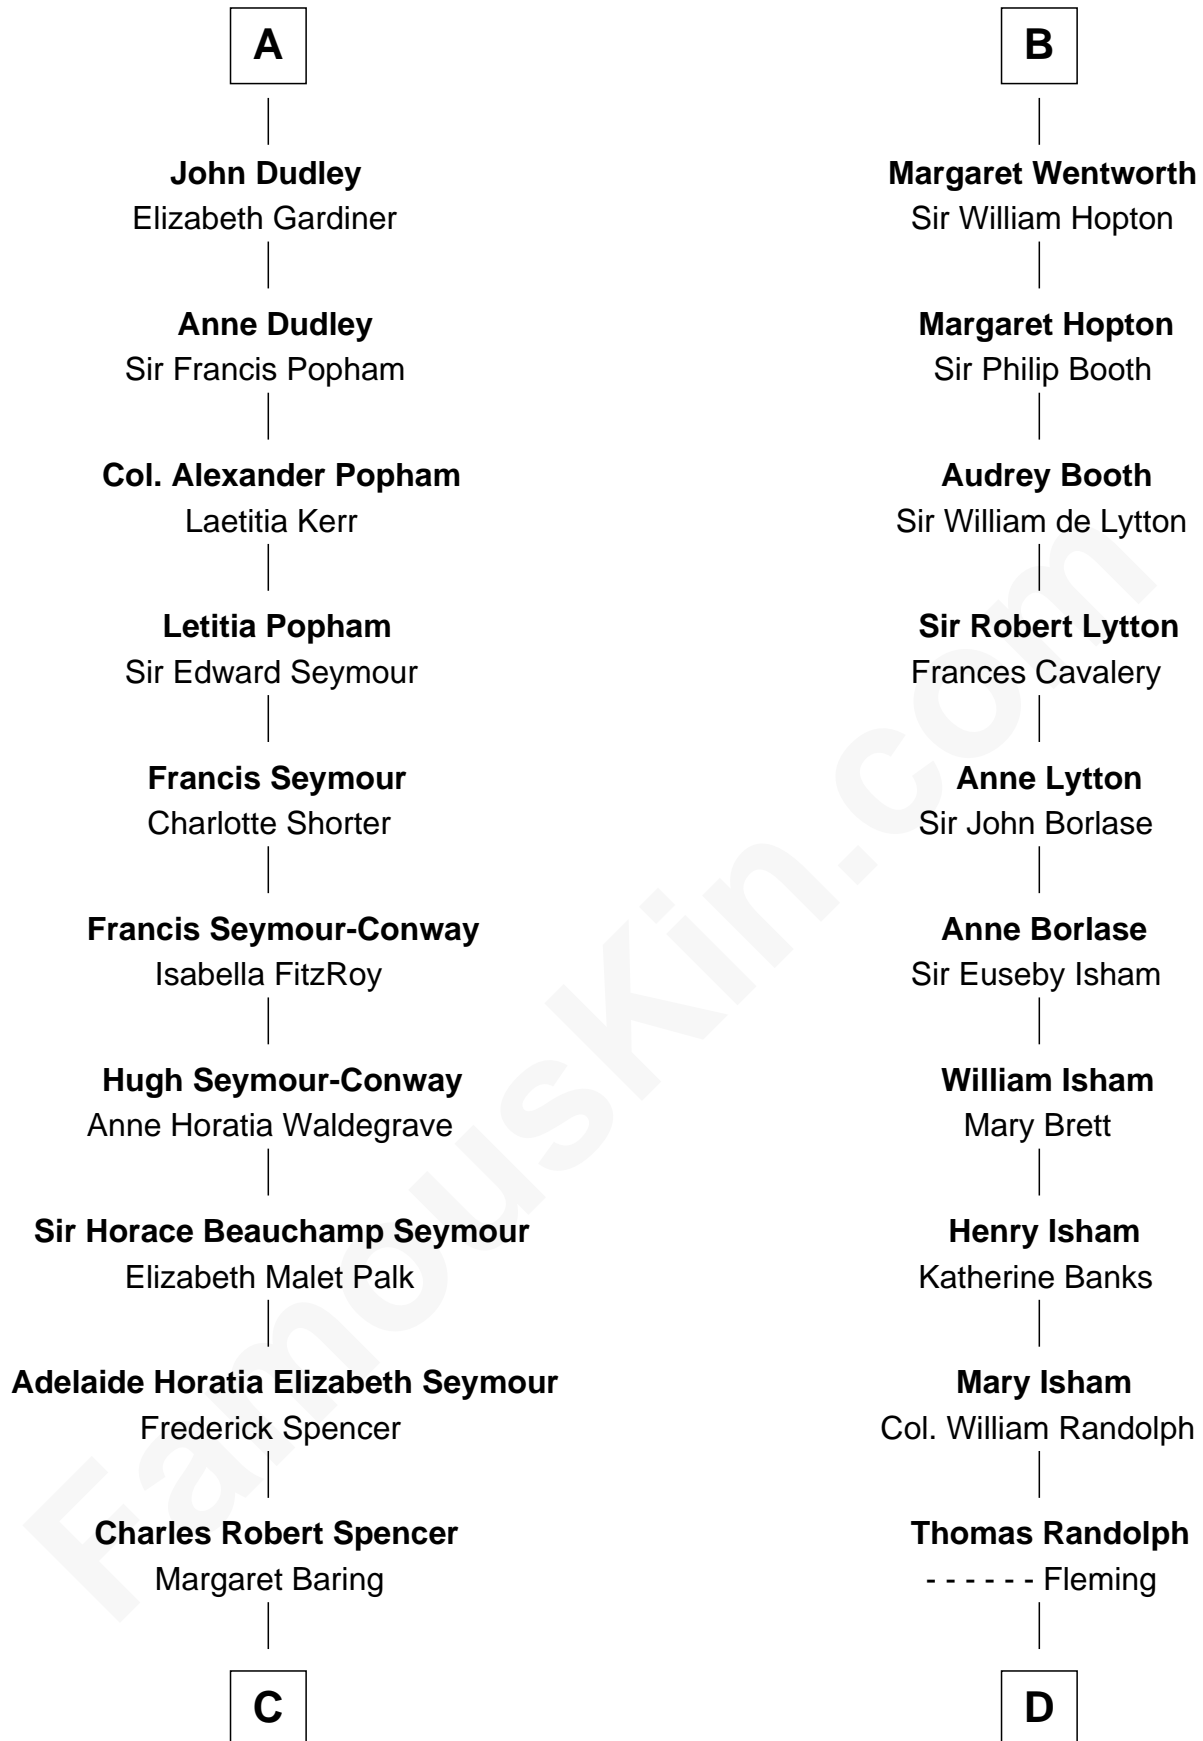 A
John Dudley
Elizabeth Gardiner
Anne Dudley
Sir Francis Popham
Col. Alexander Popham
Laetitia Kerr
Letitia Popham
Sir Edward Seymour
Francis Seymour
Charlotte Shorter
Francis Seymour-Conway
Isabella FitzRoy
Hugh Seymour-Conway
Anne Horatia Waldegrave
Sir Horace Beauchamp Seymour
Elizabeth Malet Palk
Adelaide Horatia Elizabeth Seymour
Frederick Spencer
Charles Robert Spencer
Margaret Baring
C
B
Margaret Wentworth
Sir William Hopton
Margaret Hopton
Sir Philip Booth
Audrey Booth
Sir William de Lytton
Sir Robert Lytton
Frances Cavalery
Anne Lytton
Sir John Borlase
Anne Borlase
Sir Euseby Isham
William Isham
Mary Brett
Henry Isham
Katherine Banks
Mary Isham
Col. William Randolph
Thomas Randolph
- - - - - - Fleming
D
FamousKin.com